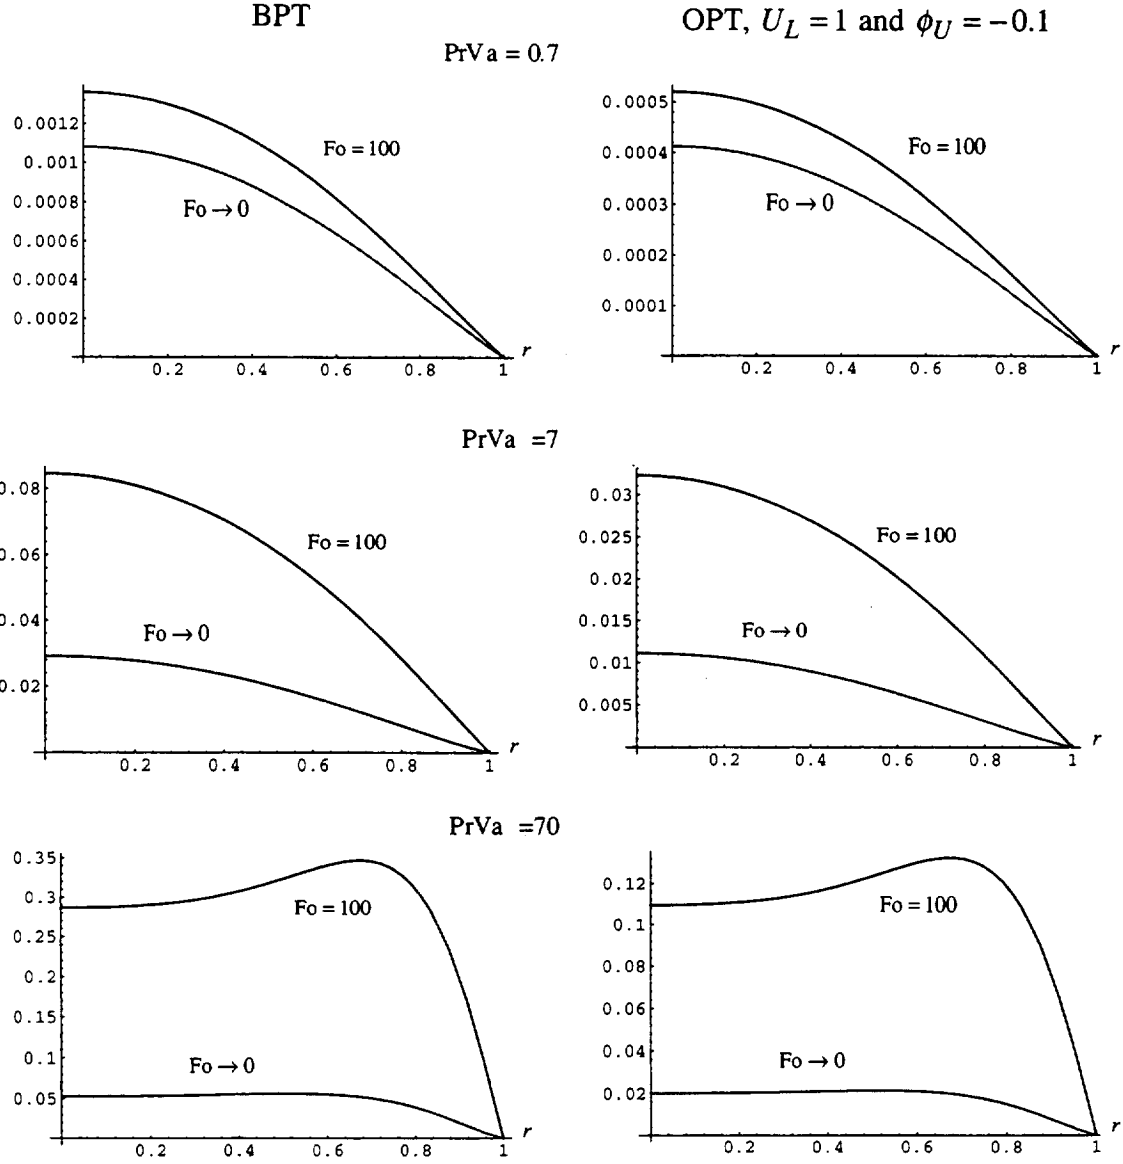 BPT
OPT, U_L = 1 and ϕ_U = −0.1
PrVa = 0.7
0.0012
0.001
0.0008
0.0006
0.0004
0.0002
Fo = 100
Fo → 0
0.2 0.4 0.6 0.8 1 r
0.0005
0.0004
0.0003
0.0002
0.0001
Fo = 100
Fo → 0
0.2 0.4 0.6 0.8 1 r
PrVa =7
0.08
0.06
0.04
0.02
Fo = 100
Fo → 0
0.2 0.4 0.6 0.8 1 r
0.03
0.025
0.02
0.015
0.01
0.005
Fo = 100
Fo → 0
0.2 0.4 0.6 0.8 1 r
PrVa =70
0.35
0.3
0.25
0.2
0.15
0.1
0.05
Fo = 100
Fo → 0
0.2 0.4 0.6 0.8 1 r
0.12
0.1
0.08
0.06
0.04
0.02
Fo = 100
Fo → 0
0.2 0.4 0.6 0.8 1 r